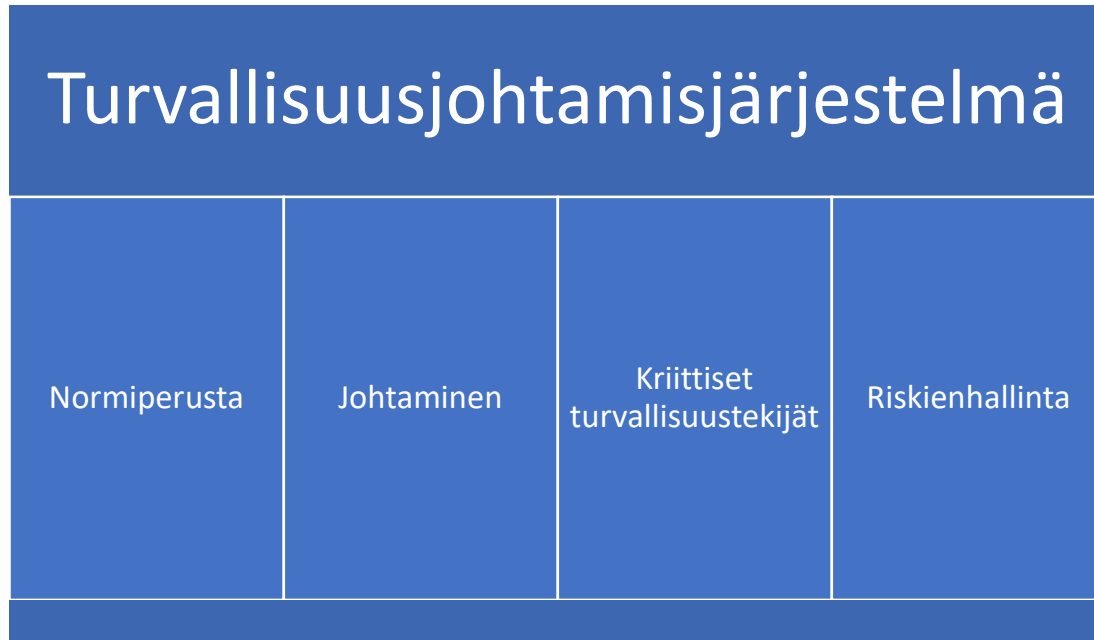 Turvallisuusjohtamisjärjestelmä
Normiperusta
Johtaminen
Kriittiset
turvallisuustekijät
Riskienhallinta